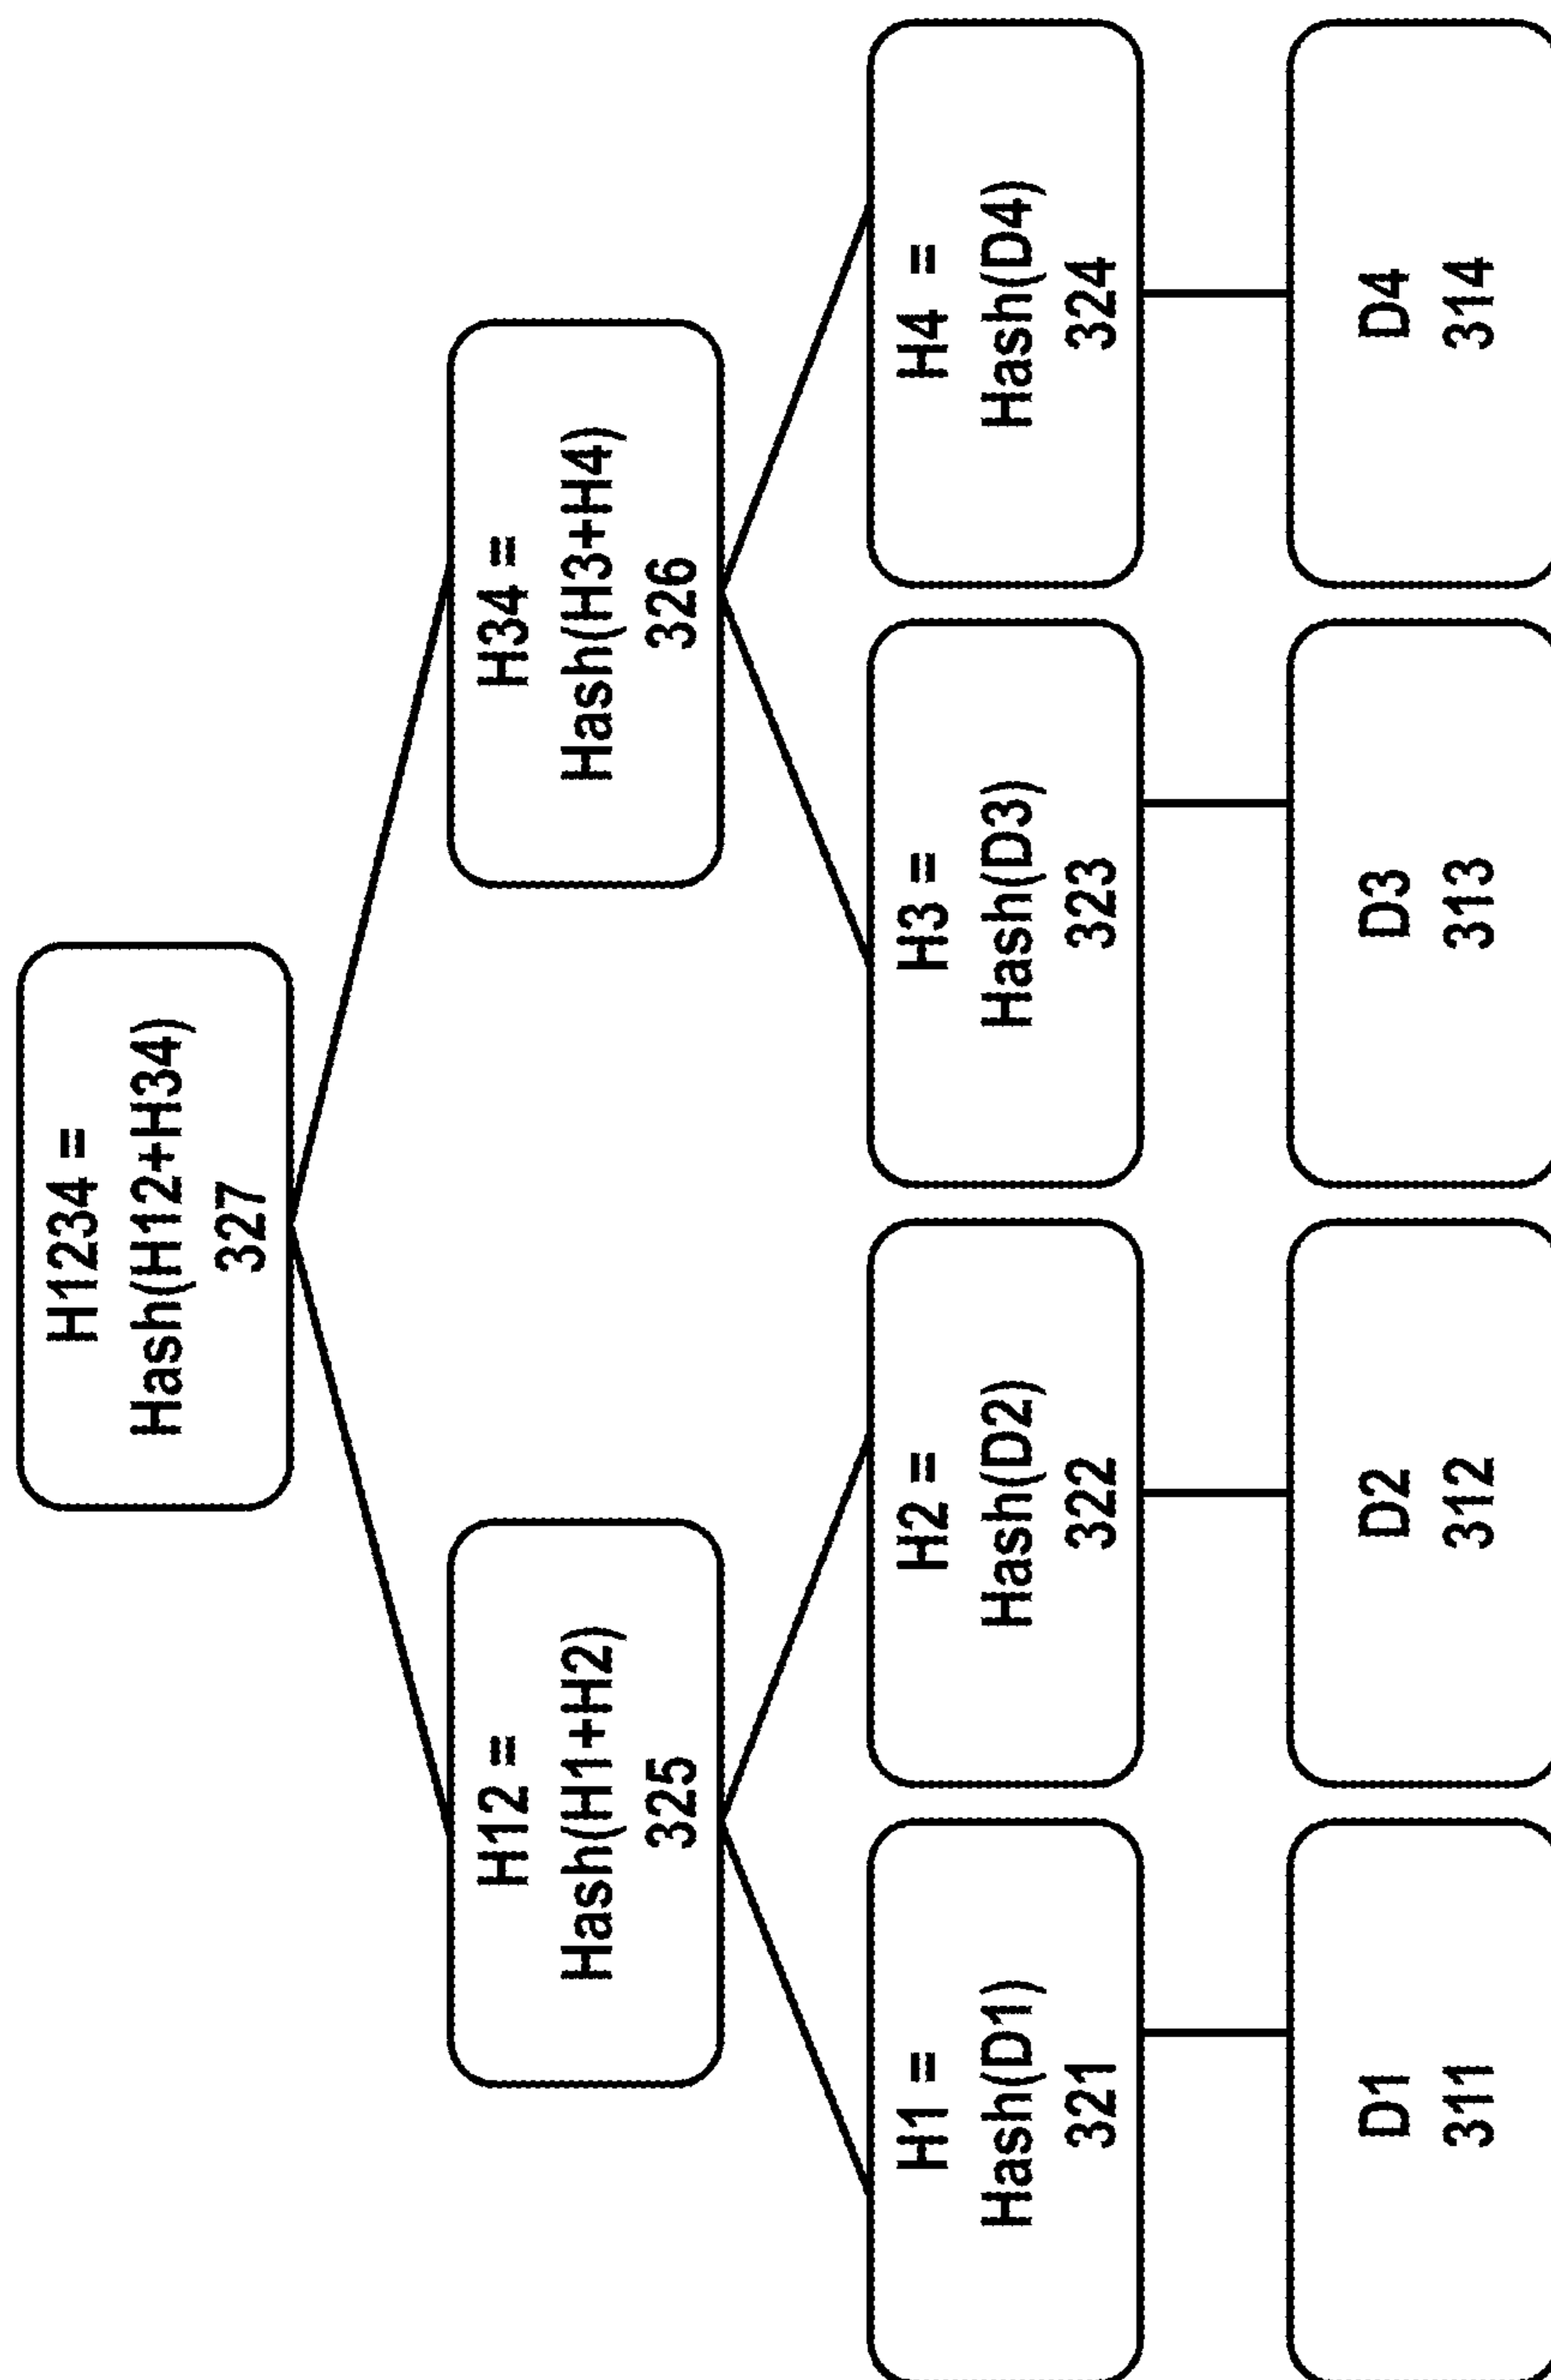 H1234 =
Hash(H12+H34)
327
H12 =
Hash(H1+H2)
325
H34 =
Hash(H3+H4)
326
H1 =
Hash(D1)
321
H2 =
Hash(D2)
322
H3 =
Hash(D3)
323
H4 =
Hash(D4)
324
D1
311
D2
312
D3
313
D4
314